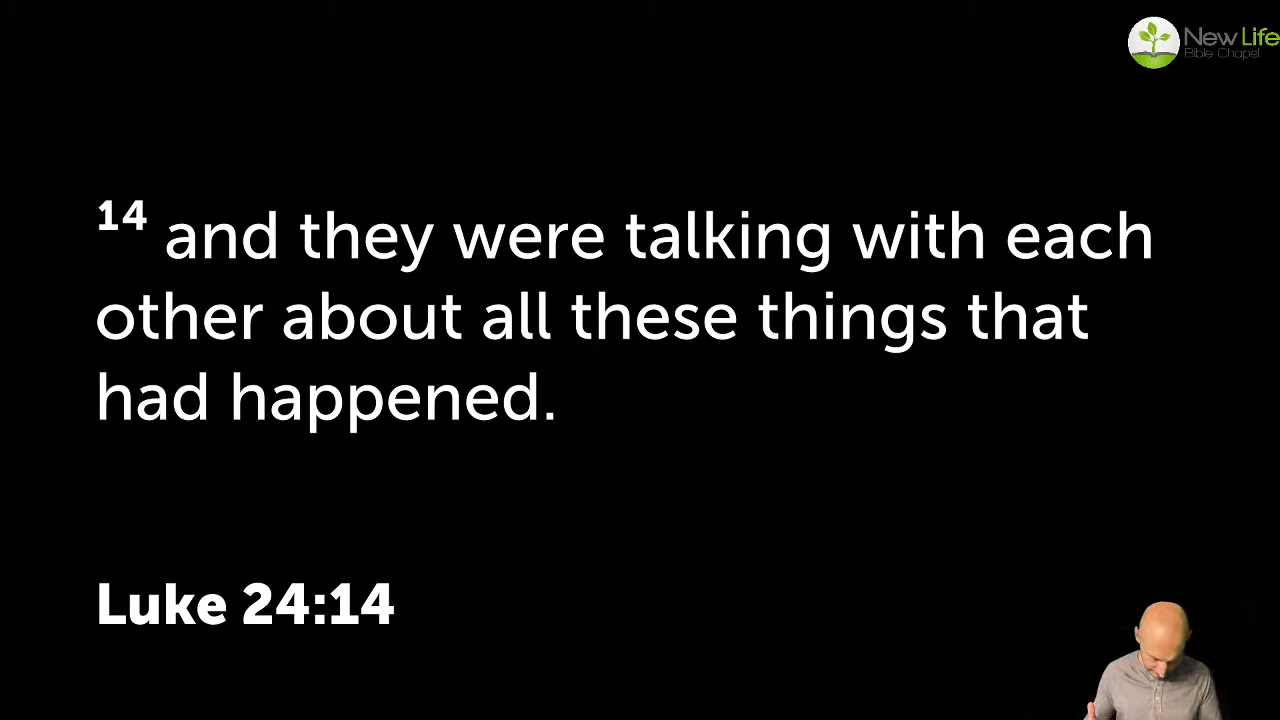 New Life
Bible Chapel
14 and they were talking with each
other about all these things that
had happened.
Luke 24:14